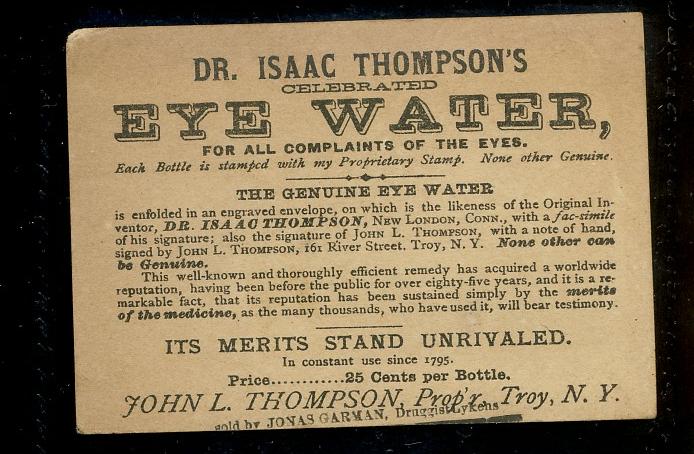 DR. ISAAC THOMPSON'S
CELEBRATED
EYE WATER,
FOR ALL COMPLAINTS OF THE EYES.
Each Bottle is stamped with my Proprietary Stamp. None other Genuine.
THE GENUINE EYE WATER
is enfolded in an engraved envelope, on which is the likeness of the Original In-
ventor, DR. ISAAC THOMPSON, NEW LONDON, CONN., with a fac-simile
of his signature; also the signature of JOHN L. THOMPSON, with a note of hand,
signed by JOHN L. THOMPSON, 161 River Street. Troy, N. Y. None other can
be Genuine.
This well-known and thoroughly efficient remedy has acquired a worldwide
reputation, having been before the public for over eighty-five years, and it is a re-
markable fact, that its reputation has been sustained simply by the merits
of the medicine, as the many thousands, who have used it, will bear testimony.
ITS MERITS STAND UNRIVALED.
In constant use since 1795.
Price............25 Cents per Bottle.
JOHN L. THOMPSON, Prop'r, Troy, N. Y.
sold by JONAS GARMAN, Druggist Lykens